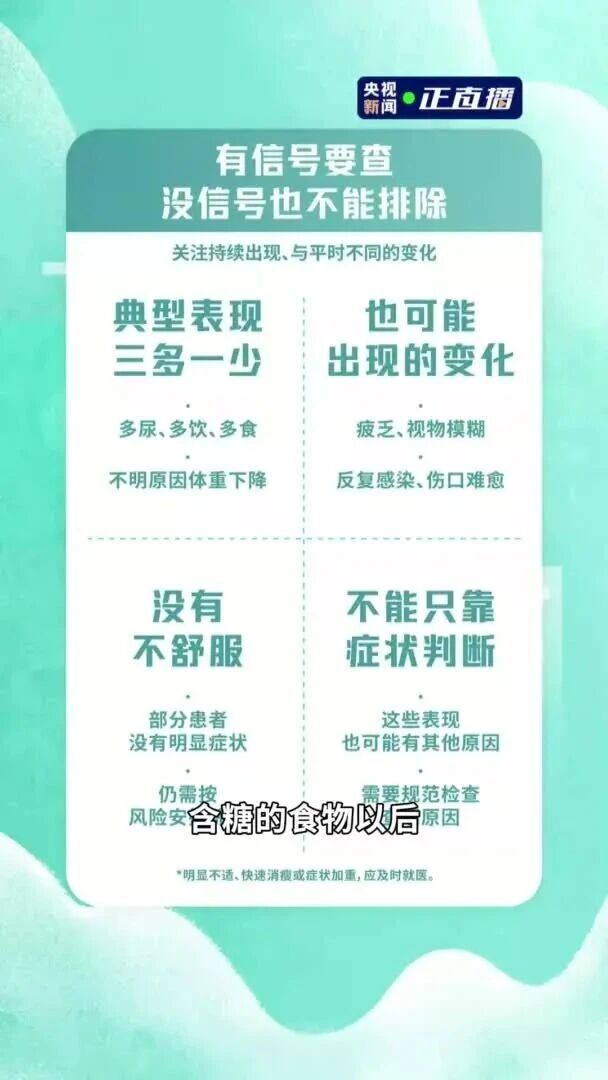 央视
新闻
正直播
有信号要查
没信号也不能排除
关注持续出现、与平时不同的变化
典型表现
三多一少
多尿、多饮、多食
不明原因体重下降
也可能
出现的变化
疲乏、视物模糊
反复感染、伤口难愈
没有
不舒服
部分患者
没有明显症状
仍需按
风险安
不能只靠
症状判断
这些表现
也可能有其他原因
需要规范检查
原因
含糖的食物以后
*明显不适、快速消瘦或症状加重,应及时就医。